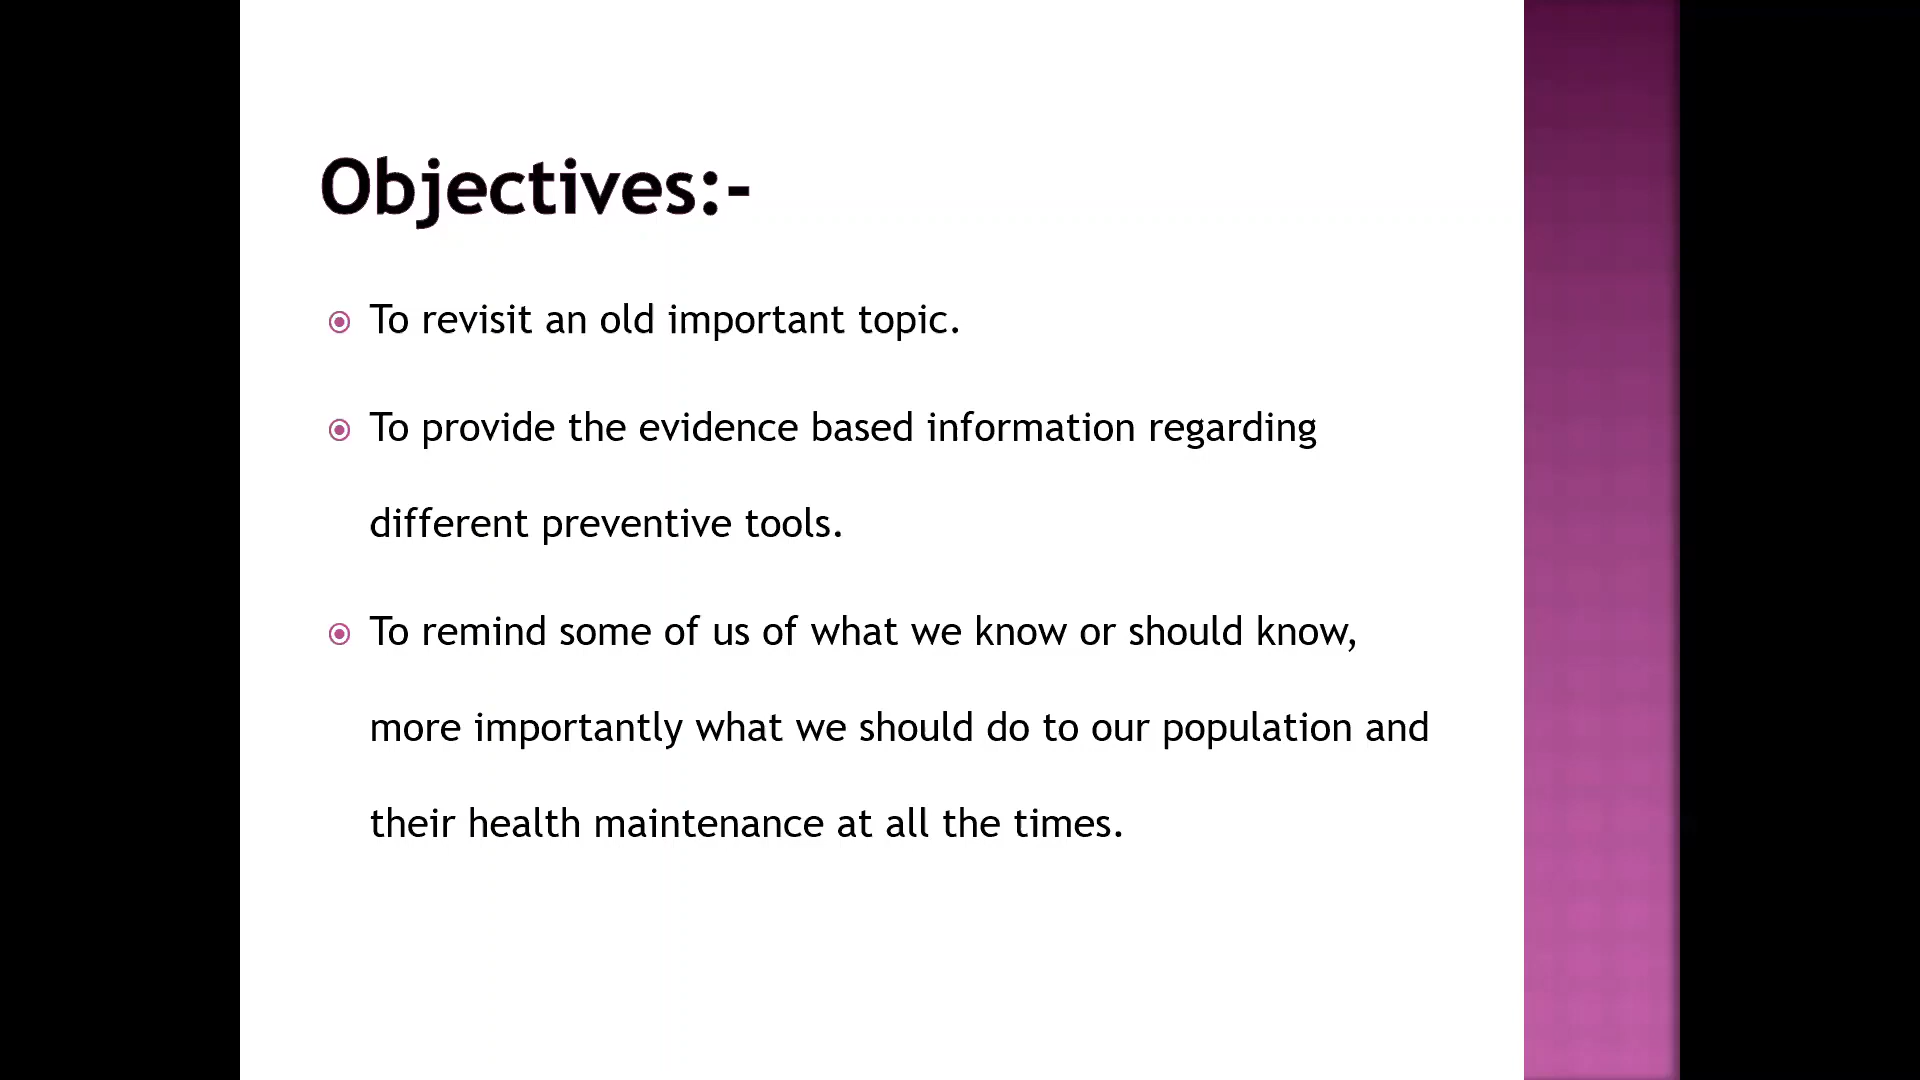 Objectives:-
To revisit an old important topic.
To provide the evidence based information regarding
different preventive tools.
To remind some of us of what we know or should know,
more importantly what we should do to our population and
their health maintenance at all the times.